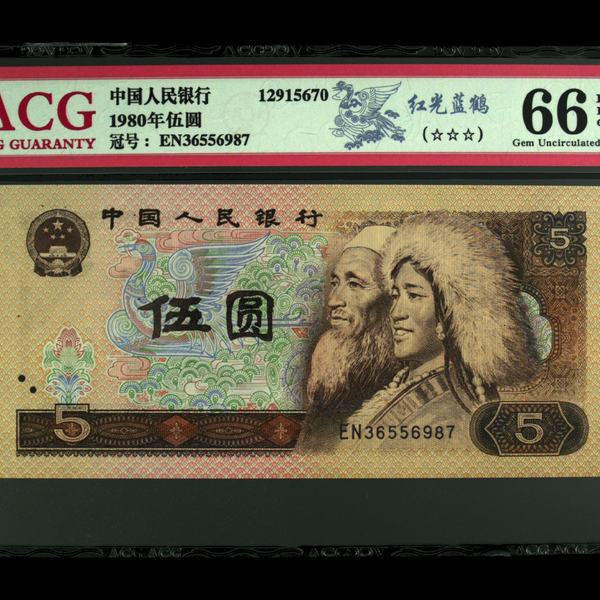 ACG
G GUARANTY
中国人民银行 12915670
1980年伍圆
冠号： EN36556987
红光蓝鹤
(☆☆☆)
66
Gem Uncirculated
中国人民银行
5
伍圆
5
EN36556987
5